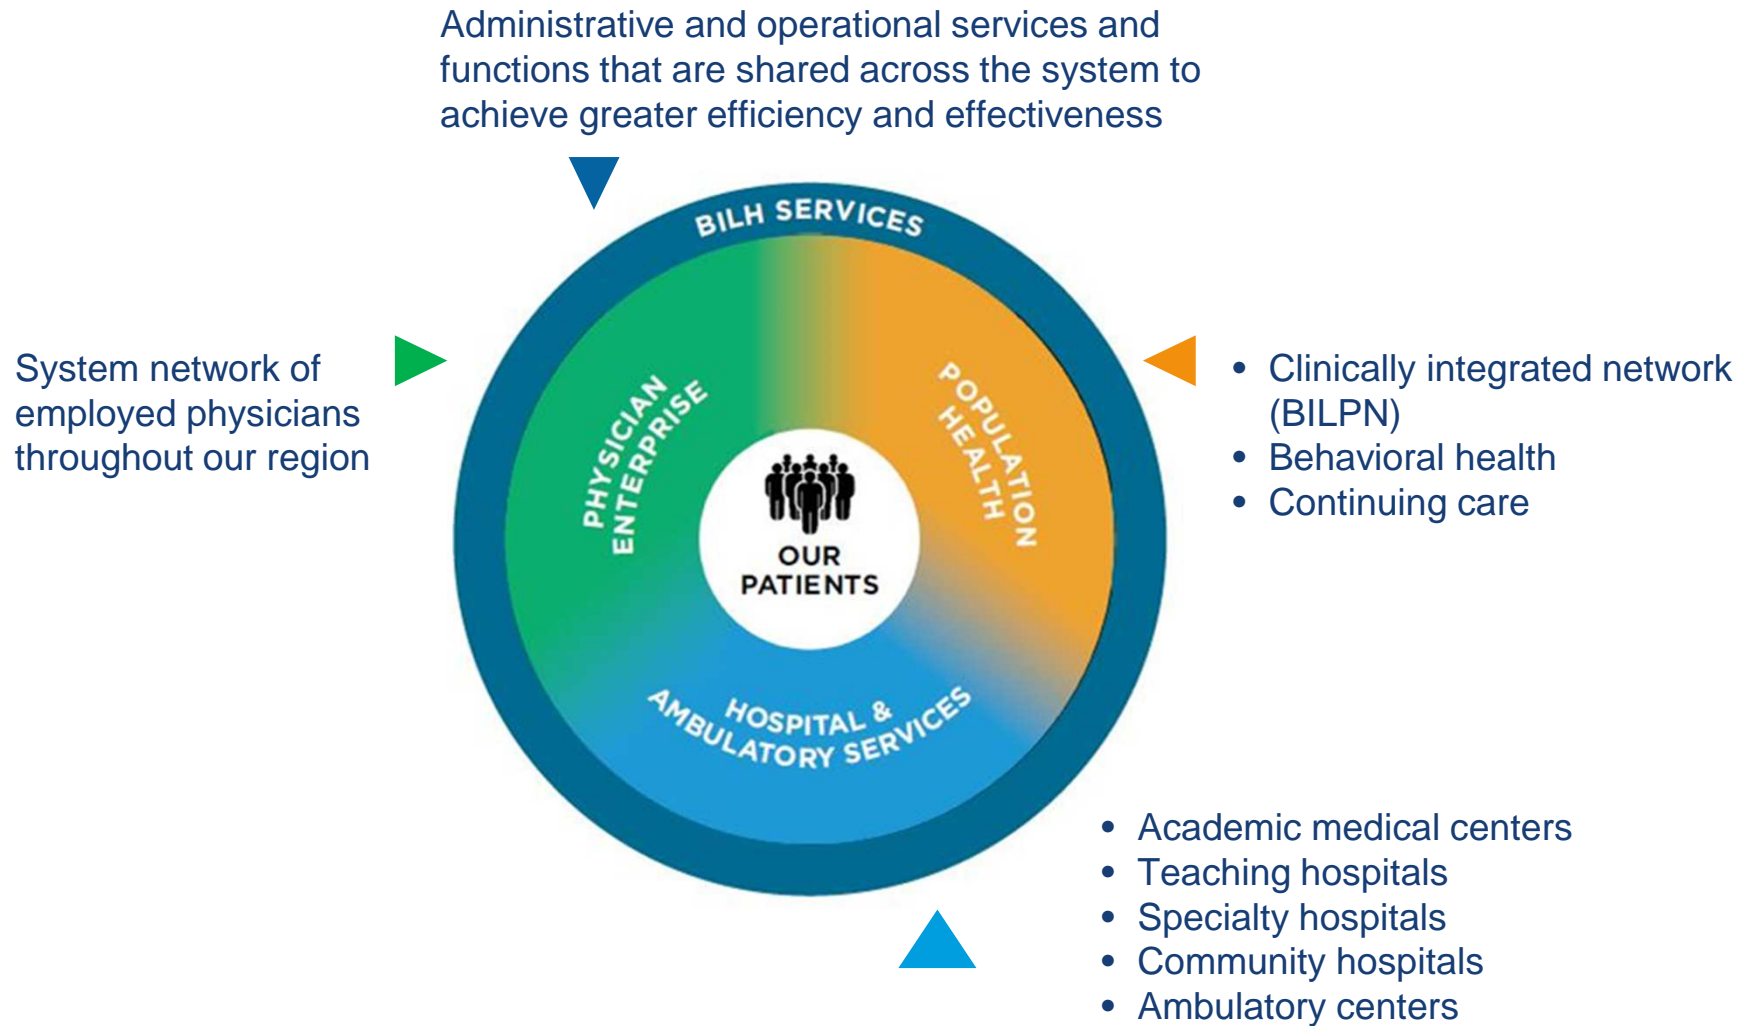 Administrative and operational services and
functions that are shared across the system to
achieve greater efficiency and effectiveness
BILH SERVICES
System network of
employed physicians
throughout our region
PHYSICIAN
ENTERPRISE
POPULATION
HEALTH
• Clinically integrated network
(BILPN)
• Behavioral health
• Continuing care
OUR
PATIENTS
HOSPITAL &
AMBULATORY SERVICES
• Academic medical centers
• Teaching hospitals
• Specialty hospitals
• Community hospitals
• Ambulatory centers